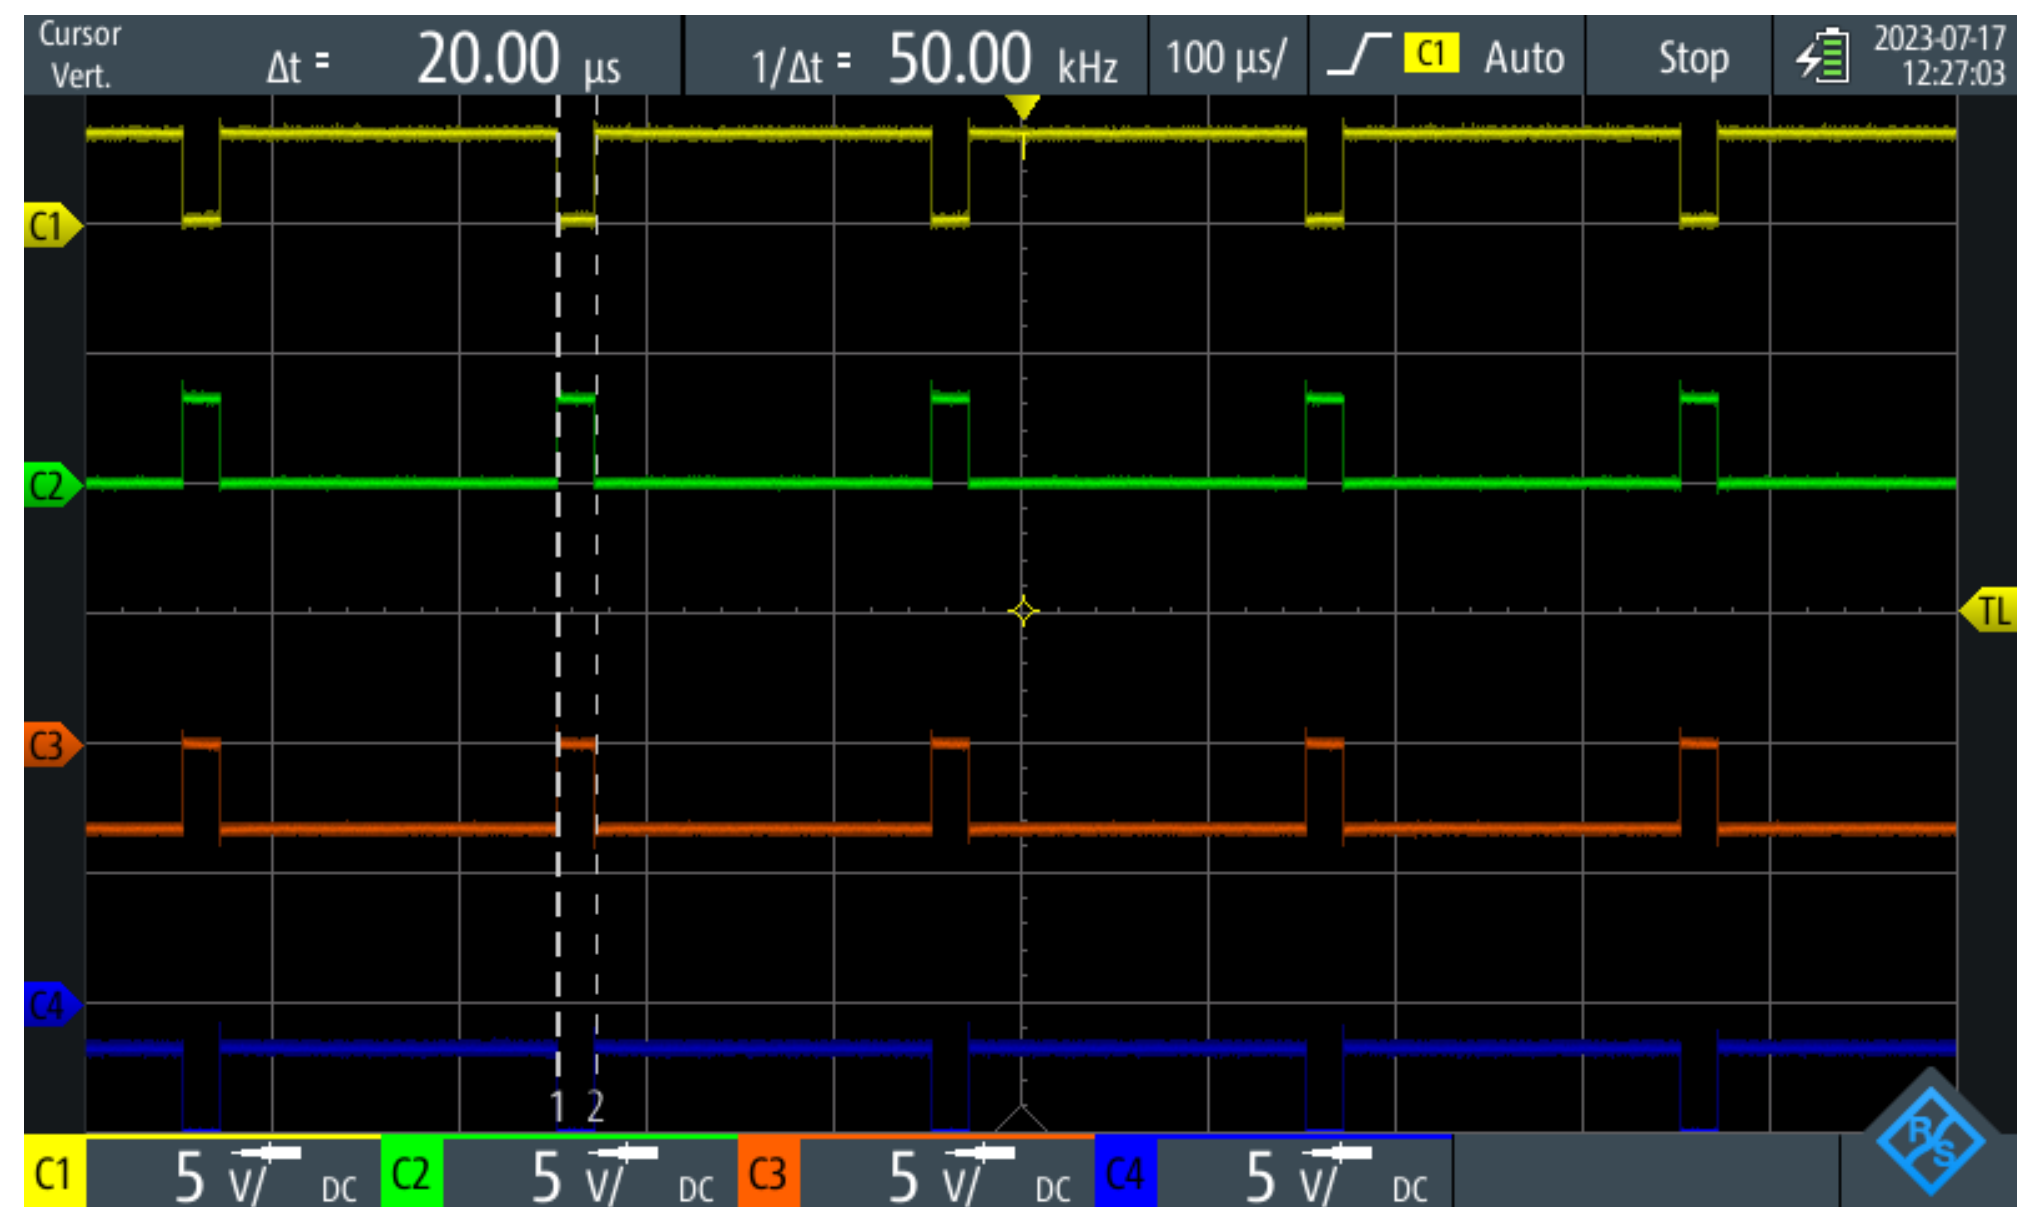 Cursor
Vert.
Δt = 20.00 µs
1/Δt = 50.00 kHz
100 µs/
C1 Auto
Stop
2023-07-17
12:27:03
C1
C2
TL
C3
C4
1 2
C1 5 V/ DC
C2 5 V/ DC
C3 5 V/ DC
C4 5 V/ DC
R S